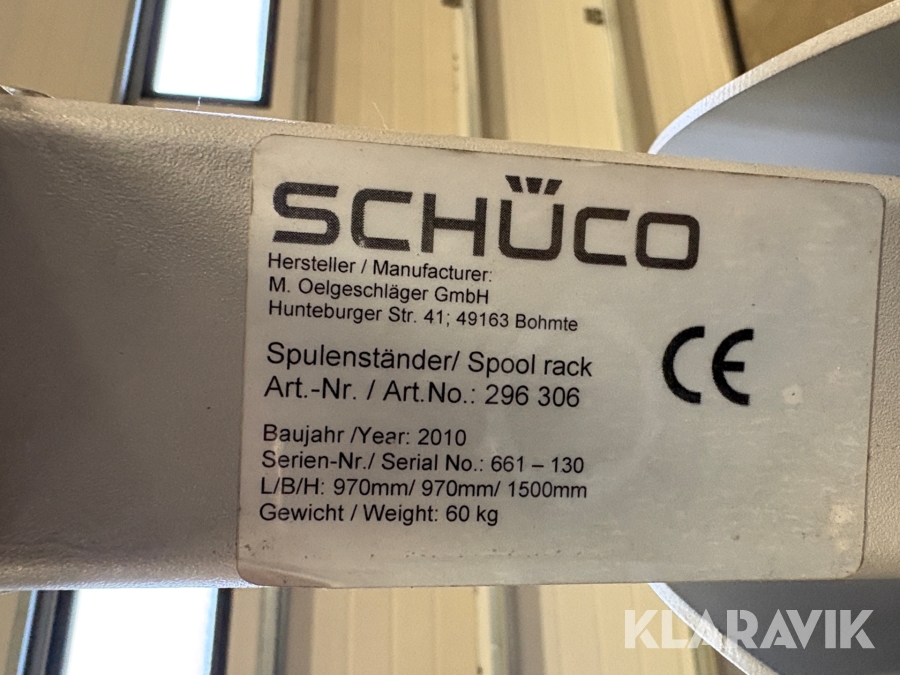 SCHÜCO
Hersteller / Manufacturer:
M. Oelgeschläger GmbH
Hunteburger Str. 41; 49163 Bohmte
Spulenständer/ Spool rack
Art.-Nr. / Art.No.: 296 306
CE
Baujahr /Year: 2010
Serien-Nr./ Serial No.: 661 – 130
L/B/H: 970mm/ 970mm/ 1500mm
Gewicht / Weight: 60 kg
KLARAVIK